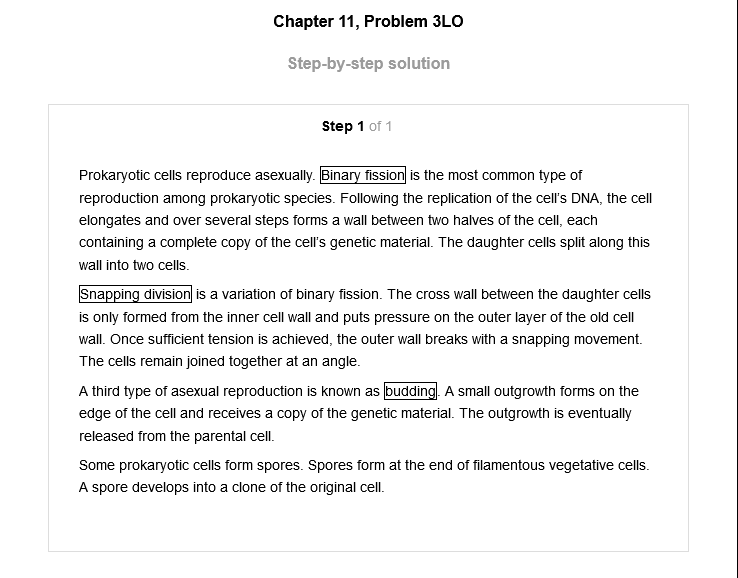 Chapter 11, Problem 3LO
Step-by-step solution
Step 1 of 1
Prokaryotic cells reproduce asexually. Binary fission is the most common type of
reproduction among prokaryotic species. Following the replication of the cell's DNA, the cell
elongates and over several steps forms a wall between two halves of the cell, each
containing a complete copy of the cell's genetic material. The daughter cells split along this
wall into two cells.
Snapping division is a variation of binary fission. The cross wall between the daughter cells
is only formed from the inner cell wall and puts pressure on the outer layer of the old cell
wall. Once sufficient tension is achieved, the outer wall breaks with a snapping movement.
The cells remain joined together at an angle.
A third type of asexual reproduction is known as budding. A small outgrowth forms on the
edge of the cell and receives a copy of the genetic material. The outgrowth is eventually
released from the parental cell.
Some prokaryotic cells form spores. Spores form at the end of filamentous vegetative cells.
A spore develops into a clone of the original cell.